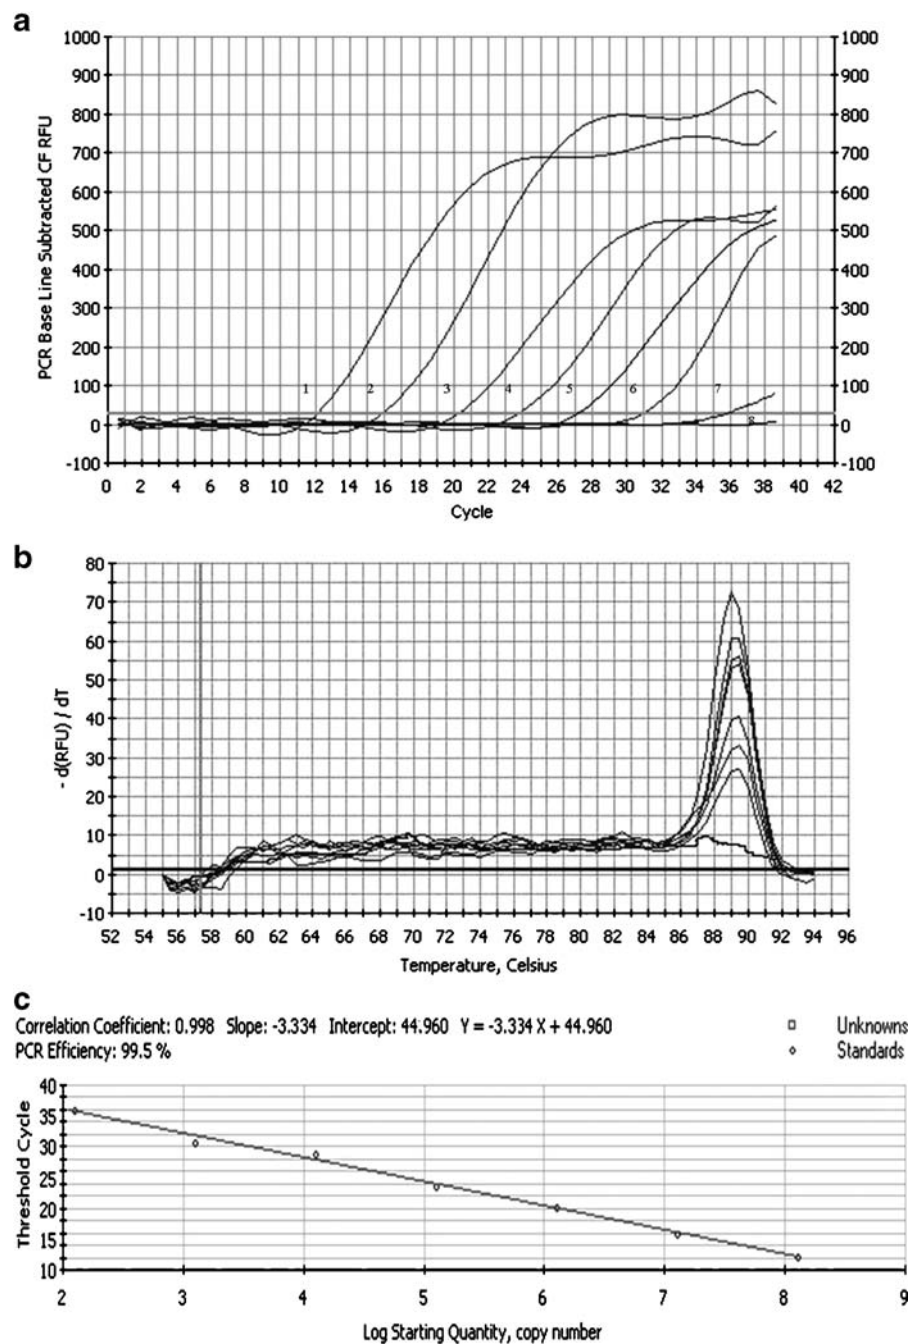 a
1000 1000
900 900
800 800
700 700
600 600
500 500
400 400
300 300
200 200
100 1 2 3 4 5 6 7 100
0 8 0
-100 -100
0 2 4 6 8 10 12 14 16 18 20 22 24 26 28 30 32 34 36 38 40 42
PCR Base Line Subtracted CF RFU
Cycle
b
80
70
60
50
40
30
20
10
0
-10
52 54 56 58 60 62 64 66 68 70 72 74 76 78 80 82 84 86 88 90 92 94 96
- d(RFU) / dT
Temperature, Celsius
c
Correlation Coefficient: 0.998 Slope: -3.334 Intercept: 44.960 Y = -3.334 X + 44.960 Unknowns
PCR Efficiency: 99.5 % Standards
40
35
30
25
20
15
10
2 3 4 5 6 7 8 9
Threshold Cycle
Log Starting Quantity, copy number